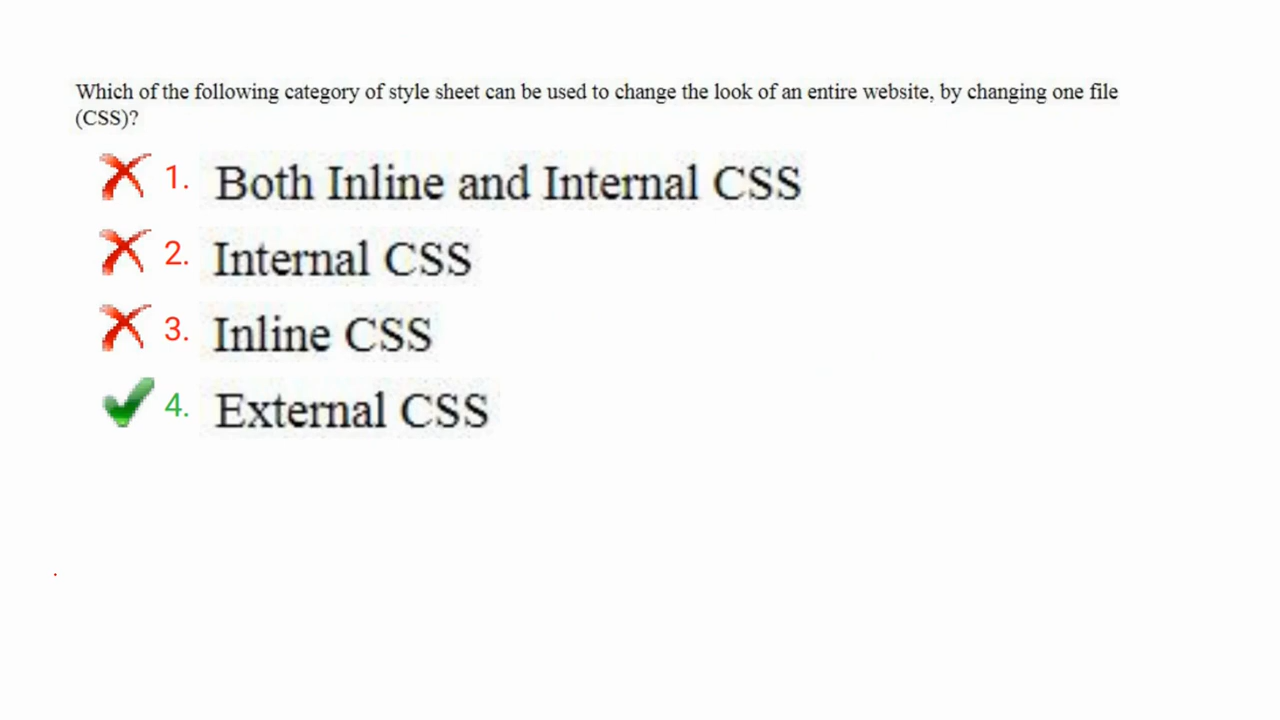 Which of the following category of style sheet can be used to change the look of an entire website, by changing one file
(CSS)?
1. Both Inline and Internal CSS
2. Internal CSS
3. Inline CSS
4. External CSS